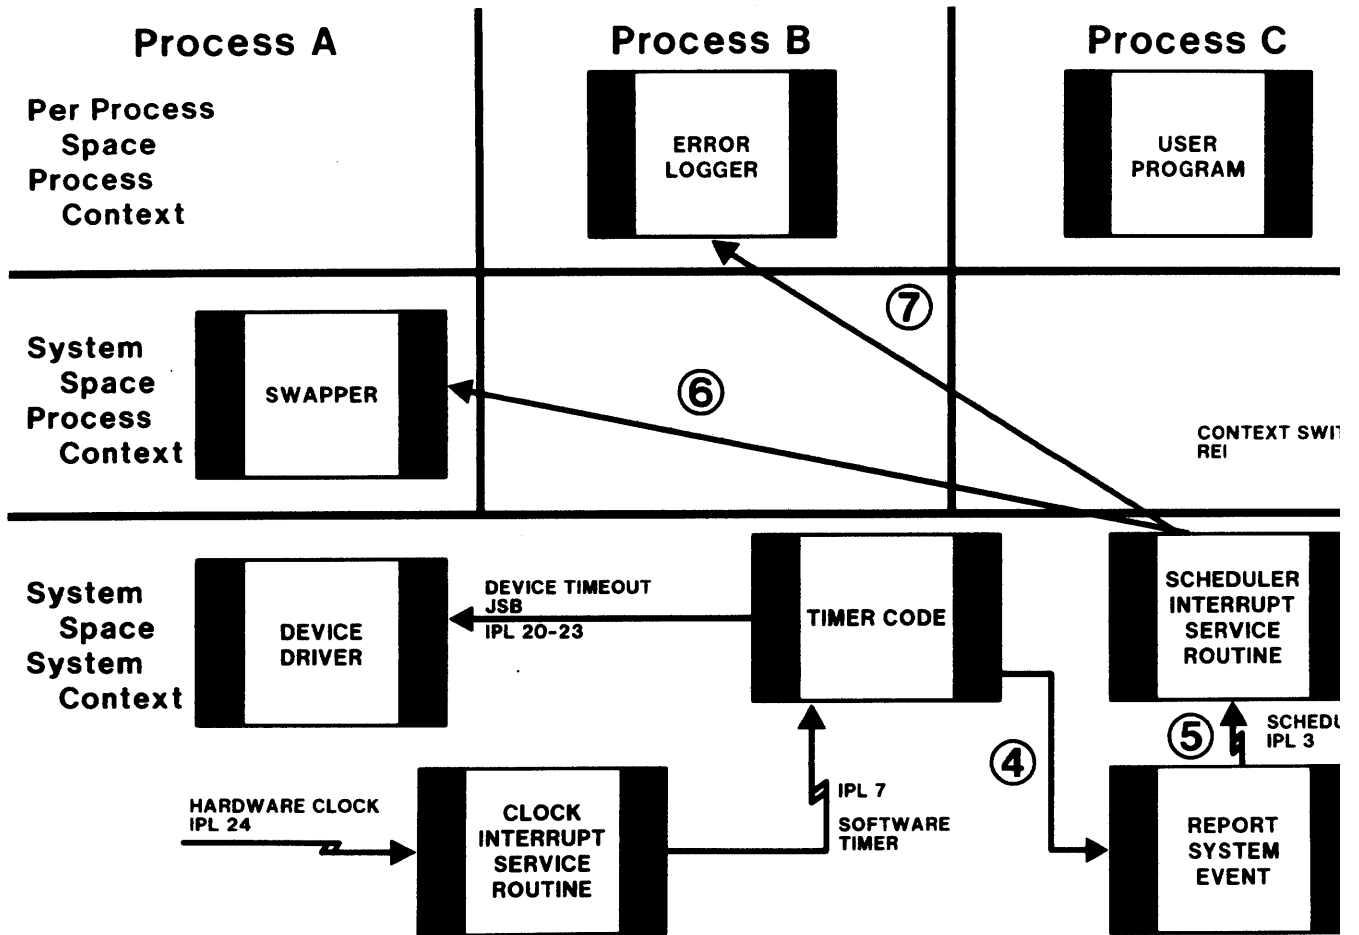 Process A
Process B
Process C
Per Process
Space
Process
Context
ERROR
LOGGER
USER
PROGRAM
⑦
System
Space
Process
Context
SWAPPER
⑥
CONTEXT SWIT
REI
System
Space
System
Context
DEVICE
DRIVER
DEVICE TIMEOUT
JSB
IPL 20-23
TIMER CODE
SCHEDULER
INTERRUPT
SERVICE
ROUTINE
④
⑤
SCHEDU
IPL 3
HARDWARE CLOCK
IPL 24
CLOCK
INTERRUPT
SERVICE
ROUTINE
IPL 7
SOFTWARE
TIMER
REPORT
SYSTEM
EVENT